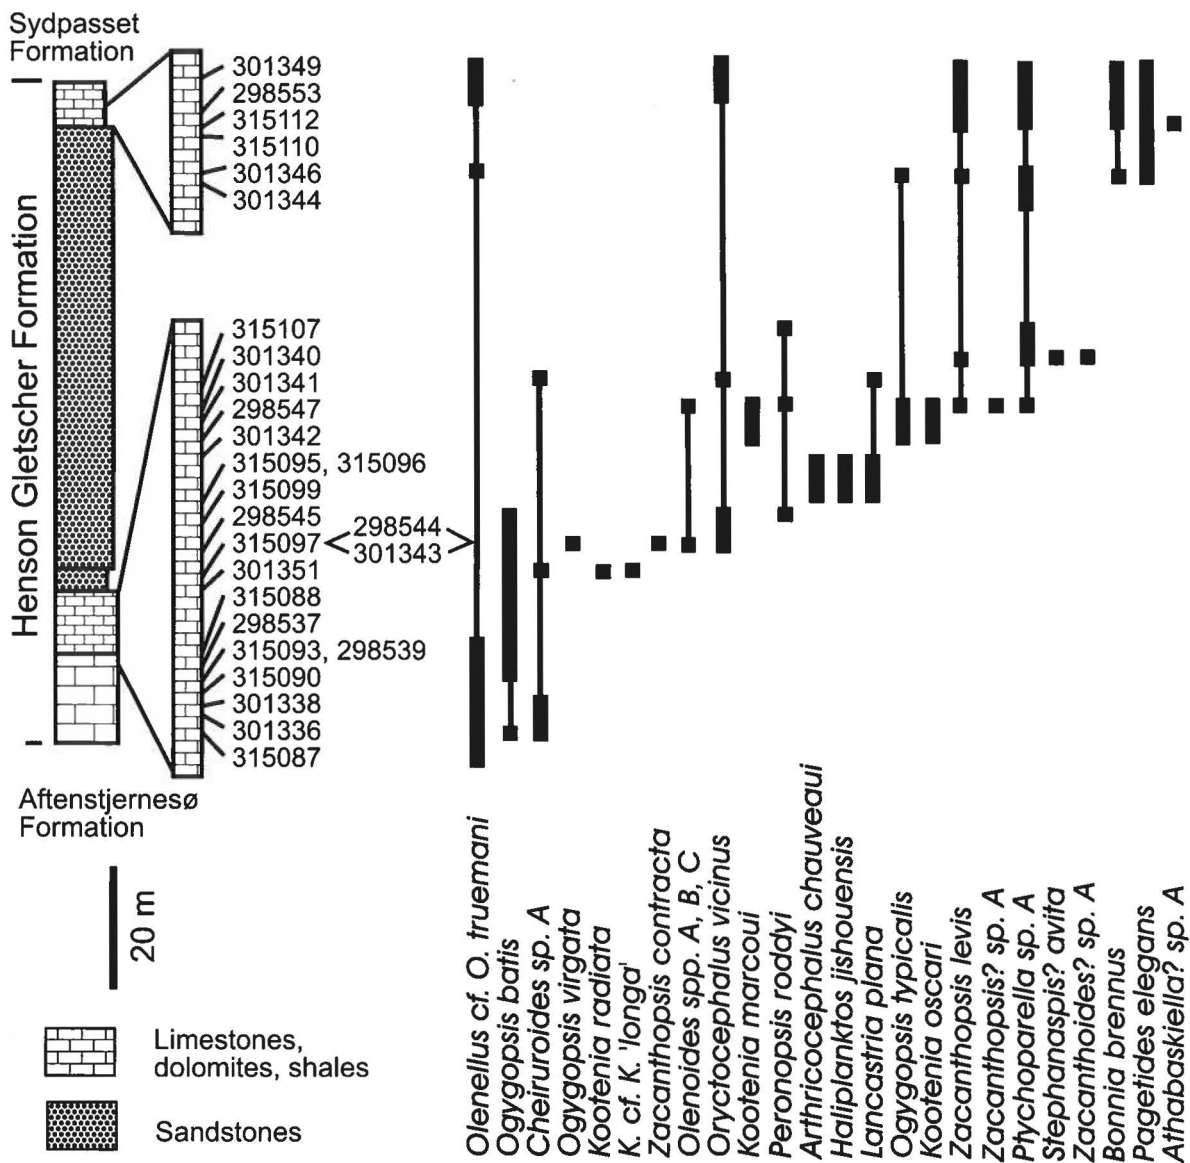 Sydpasset
Formation
Henson Gletscher Formation
301349
298553
315112
315110
301346
301344
315107
301340
301341
298547
301342
315095, 315096
315099
298545
315097
298544
301343
301351
315088
298537
315093, 298539
315090
301338
301336
315087
Aftenstjernesø
Formation
20 m
Limestones,
dolomites, shales
Sandstones
Olenellus cf. O. truemani
Ogygopsis batis
Cheiruroides sp. A
Ogygopsis virgata
Kootenia radiata
K. cf. K. 'longa'
Zacanthopsis contracta
Olenoides spp. A, B, C
Oryctocephalus vicinus
Kootenia marcoui
Peronopsis roddyi
Arthricocephalus chauveaui
Haliplanktos jishouensis
Lancastria plana
Ogygopsis typicalis
Kootenia oscari
Zacanthopsis levis
Zacanthopsis? sp. A
Ptychoparella sp. A
Stephanaspis? avita
Zacanthoides? sp. A
Bonnia brennus
Pagetides elegans
Athabaskiella? sp. A